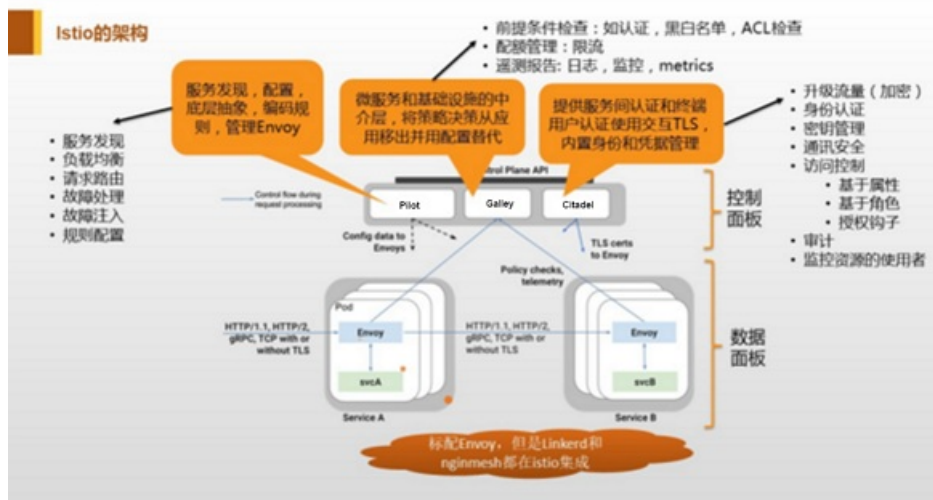 Istio的架构
• 前提条件检查：如认证，黑白名单，ACL检查
• 配额管理：限流
• 遥测报告: 日志，监控，metrics
服务发现，配置，
底层抽象，编码规
则，管理Envoy
微服务和基础设施的中
介层，将策略决策从应
用移出并用配置替代
提供服务间认证和终端
用户认证使用交互TLS，
内置身份和凭据管理
• 升级流量（加密）
• 身份认证
• 密钥管理
• 通讯安全
• 访问控制
• 基于属性
• 基于角色
• 授权钩子
• 审计
• 监控资源的使用者
• 服务发现
• 负载均衡
• 请求路由
• 故障处理
• 故障注入
• 规则配置
Plane API
Control flow during
request processing
Pilot
Galley
Citadel
控制
面板
Config data to
Envoys
TLS certs
to Envoy
Policy checks,
telemetry
Pod
HTTP/1.1, HTTP/2,
gRPC, TCP with or
without TLS
Envoy
svcA
Service A
HTTP/1.1, HTTP/2,
gRPC, TCP with or
without TLS
Envoy
svcB
Service B
数据
面板
标配Envoy，但是Linkerd和
nginmesh都在istio集成